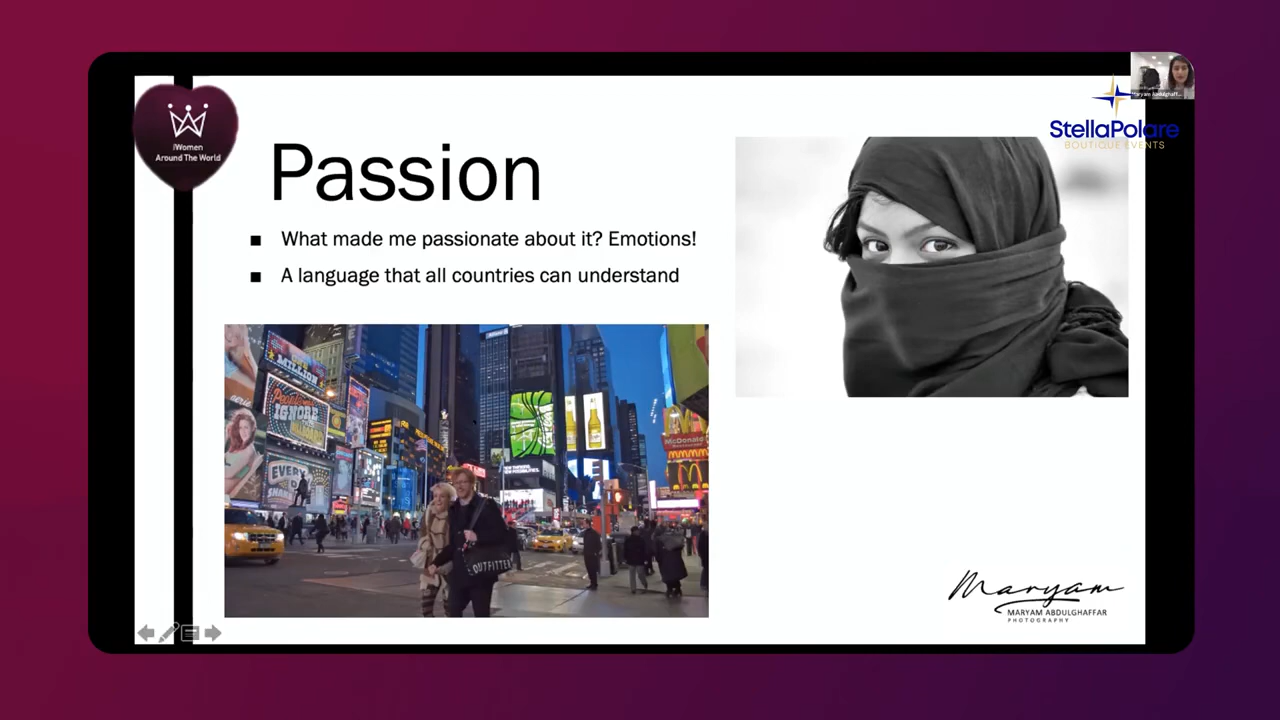 iWomen
Around The World
Passion
■ What made me passionate about it? Emotions!
■ A language that all countries can understand
StellaPolare
BOUTIQUE EVENTS
MILLION
IGNORE
EVERY
McDonald
OUTFITTER
Maryam
MARYAM ABDULGHAFFAR
PHOTOGRAPHY